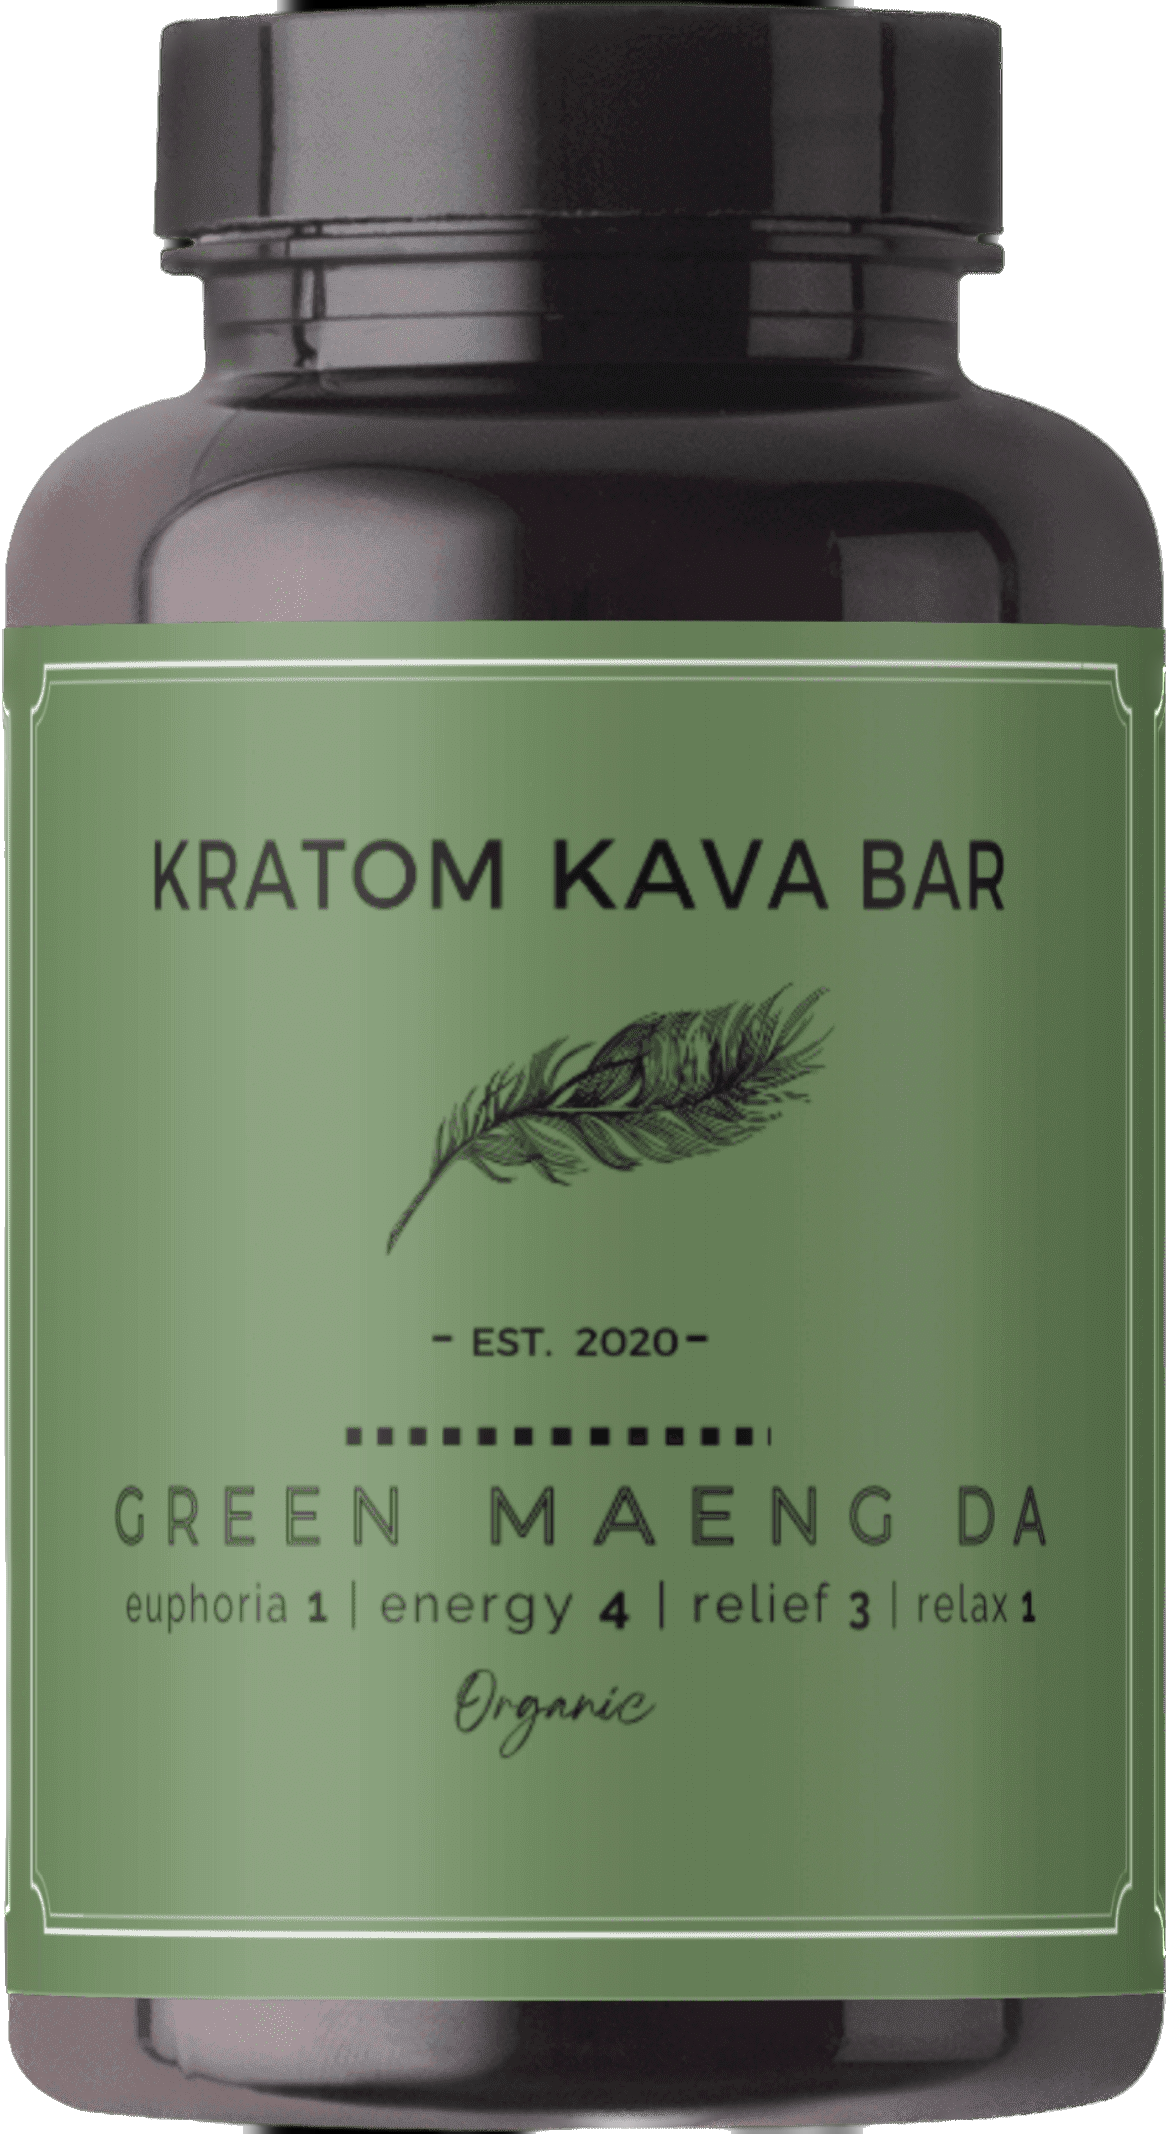 KRATOM KAVA BAR
- EST. 2020-
GREEN MAENG DA
euphoria 1 | energy 4 | relief 3 | relax 1
Organic